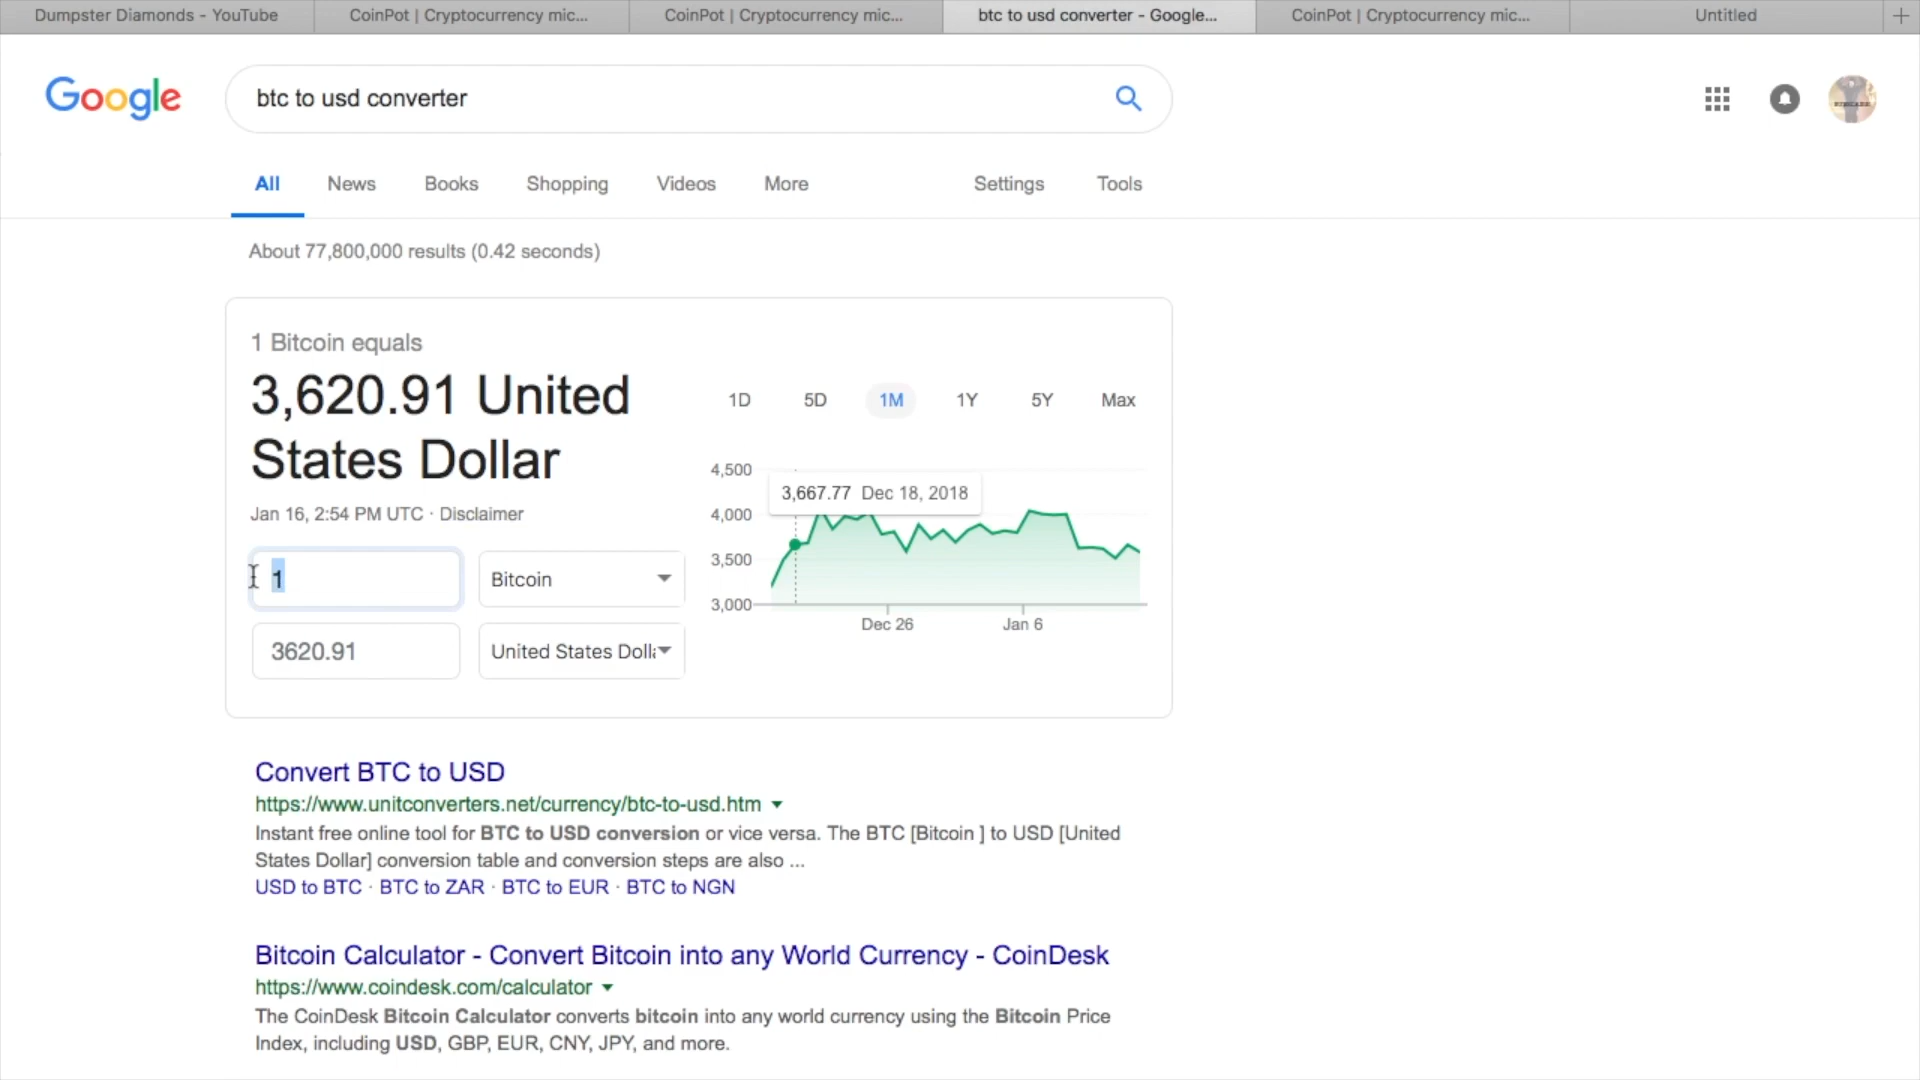 Dumpster Diamonds - YouTube
CoinPot | Cryptocurrency mic...
CoinPot | Cryptocurrency mic...
btc to usd converter - Google...
CoinPot | Cryptocurrency mic...
Untitled
Google
btc to usd converter
All
News
Books
Shopping
Videos
More
Settings
Tools
About 77,800,000 results (0.42 seconds)
1 Bitcoin equals
3,620.91 United
States Dollar
Jan 16, 2:54 PM UTC · Disclaimer
1
Bitcoin
3620.91
United States Doll
1D
5D
1M
1Y
5Y
Max
4,500
3,667.77 Dec 18, 2018
4,000
3,500
3,000
Dec 26
Jan 6
Convert BTC to USD
https://www.unitconverters.net/currency/btc-to-usd.htm
Instant free online tool for BTC to USD conversion or vice versa. The BTC [Bitcoin ] to USD [United
States Dollar] conversion table and conversion steps are also ...
USD to BTC · BTC to ZAR · BTC to EUR · BTC to NGN
Bitcoin Calculator - Convert Bitcoin into any World Currency - CoinDesk
https://www.coindesk.com/calculator
The CoinDesk Bitcoin Calculator converts bitcoin into any world currency using the Bitcoin Price
Index, including USD, GBP, EUR, CNY, JPY, and more.